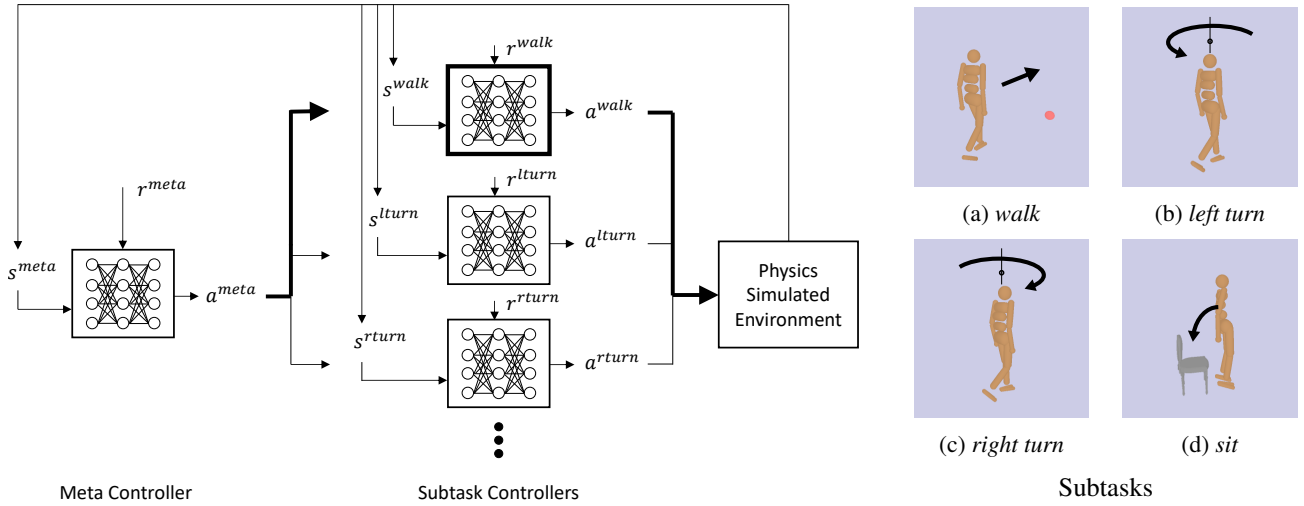 r^{walk}
s^{walk}
a^{walk}
r^{lturn}
s^{lturn}
a^{lturn}
r^{meta}
s^{meta}
a^{meta}
r^{rturn}
s^{rturn}
a^{rturn}
Physics
Simulated
Environment
Meta Controller
Subtask Controllers
(a) walk
(b) left turn
(c) right turn
(d) sit
Subtasks